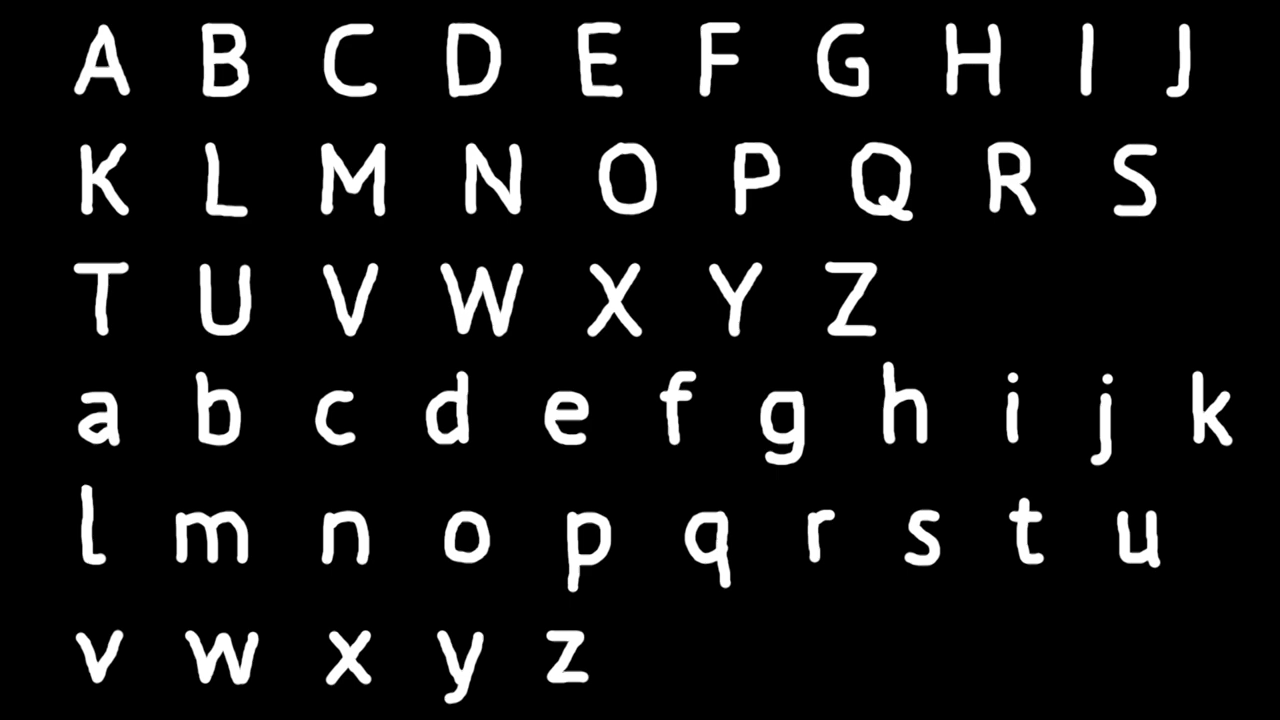 A B C D E F G H I J
K L M N O P Q R S
T U V W X Y Z
a b c d e f g h i j k
l m n o p q r s t u
v w x y z